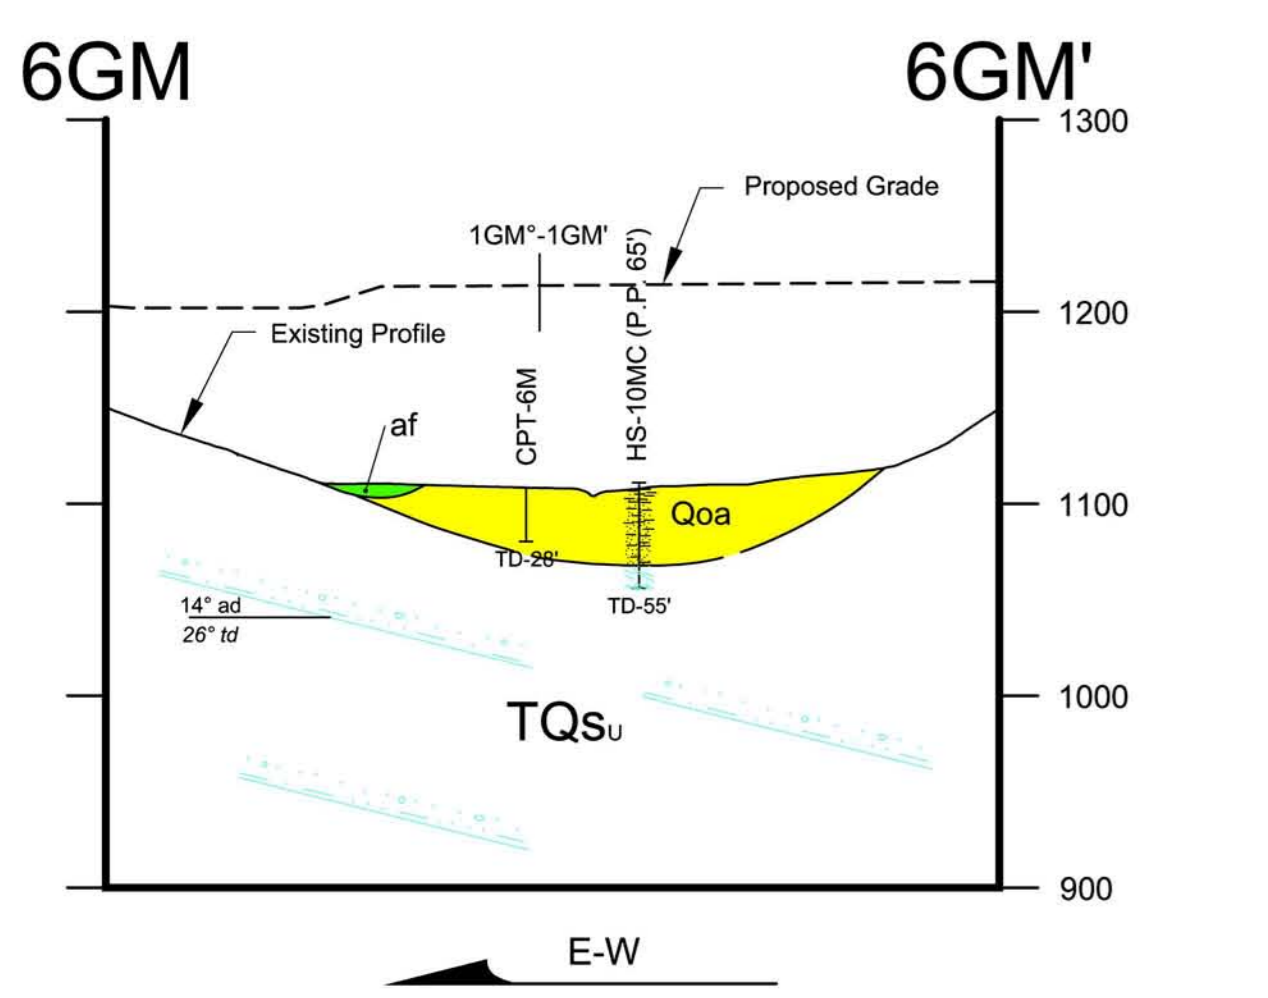 6GM
6GM'
1300
Proposed Grade
1GM°-1GM'
HS-10MC (P.P. 65')
1200
Existing Profile
CPT-6M
af
1100
Qoa
TD-28'
14° ad
26° td
TD-55'
1000
TQsU
900
E-W